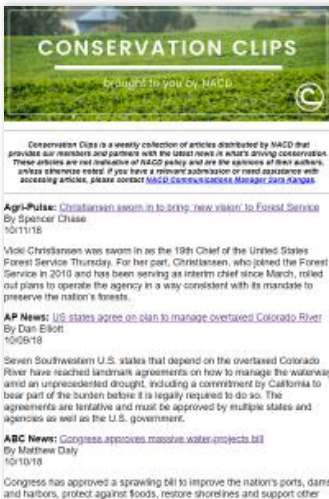 CONSERVATION CLIPS
brought to you by NACD
Conservation Clips is a weekly collection of articles distributed by NACD that
provides our members and partners with the latest news in what's driving conservation.
These articles are not indicative of NACD policy and are the opinions of their authors,
unless otherwise noted. If you have a relevant submission or need assistance with
accessing articles, please contact NACD Communications Manager Sara Kangas.
Agri-Pulse: Christiansen sworn in to bring 'new vision' to Forest Service
By Spencer Chase
10/11/18
Vicki Christiansen was sworn in as the 19th Chief of the United States
Forest Service Thursday. For her part, Christiansen, who joined the Forest
Service in 2010 and has been serving as interim chief since March, rolled
out plans to operate the agency in a way consistent with its mandate to
preserve the nation's forests.
AP News: US states agree on plan to manage overtaxed Colorado River
By Dan Elliott
10/09/18
Seven Southwestern U.S. states that depend on the overtaxed Colorado
River have reached landmark agreements on how to manage the waterway
amid an unprecedented drought, including a commitment by California to
bear part of the burden before it is legally required to do so. The
agreements are tentative and must be approved by multiple states and
agencies as well as the U.S. government.
ABC News: Congress approves massive water-projects bill
By Matthew Daly
10/10/18
Congress has approved a sprawling bill to improve the nation's ports, dams
and harbors, protect against floods, restore shorelines and support other